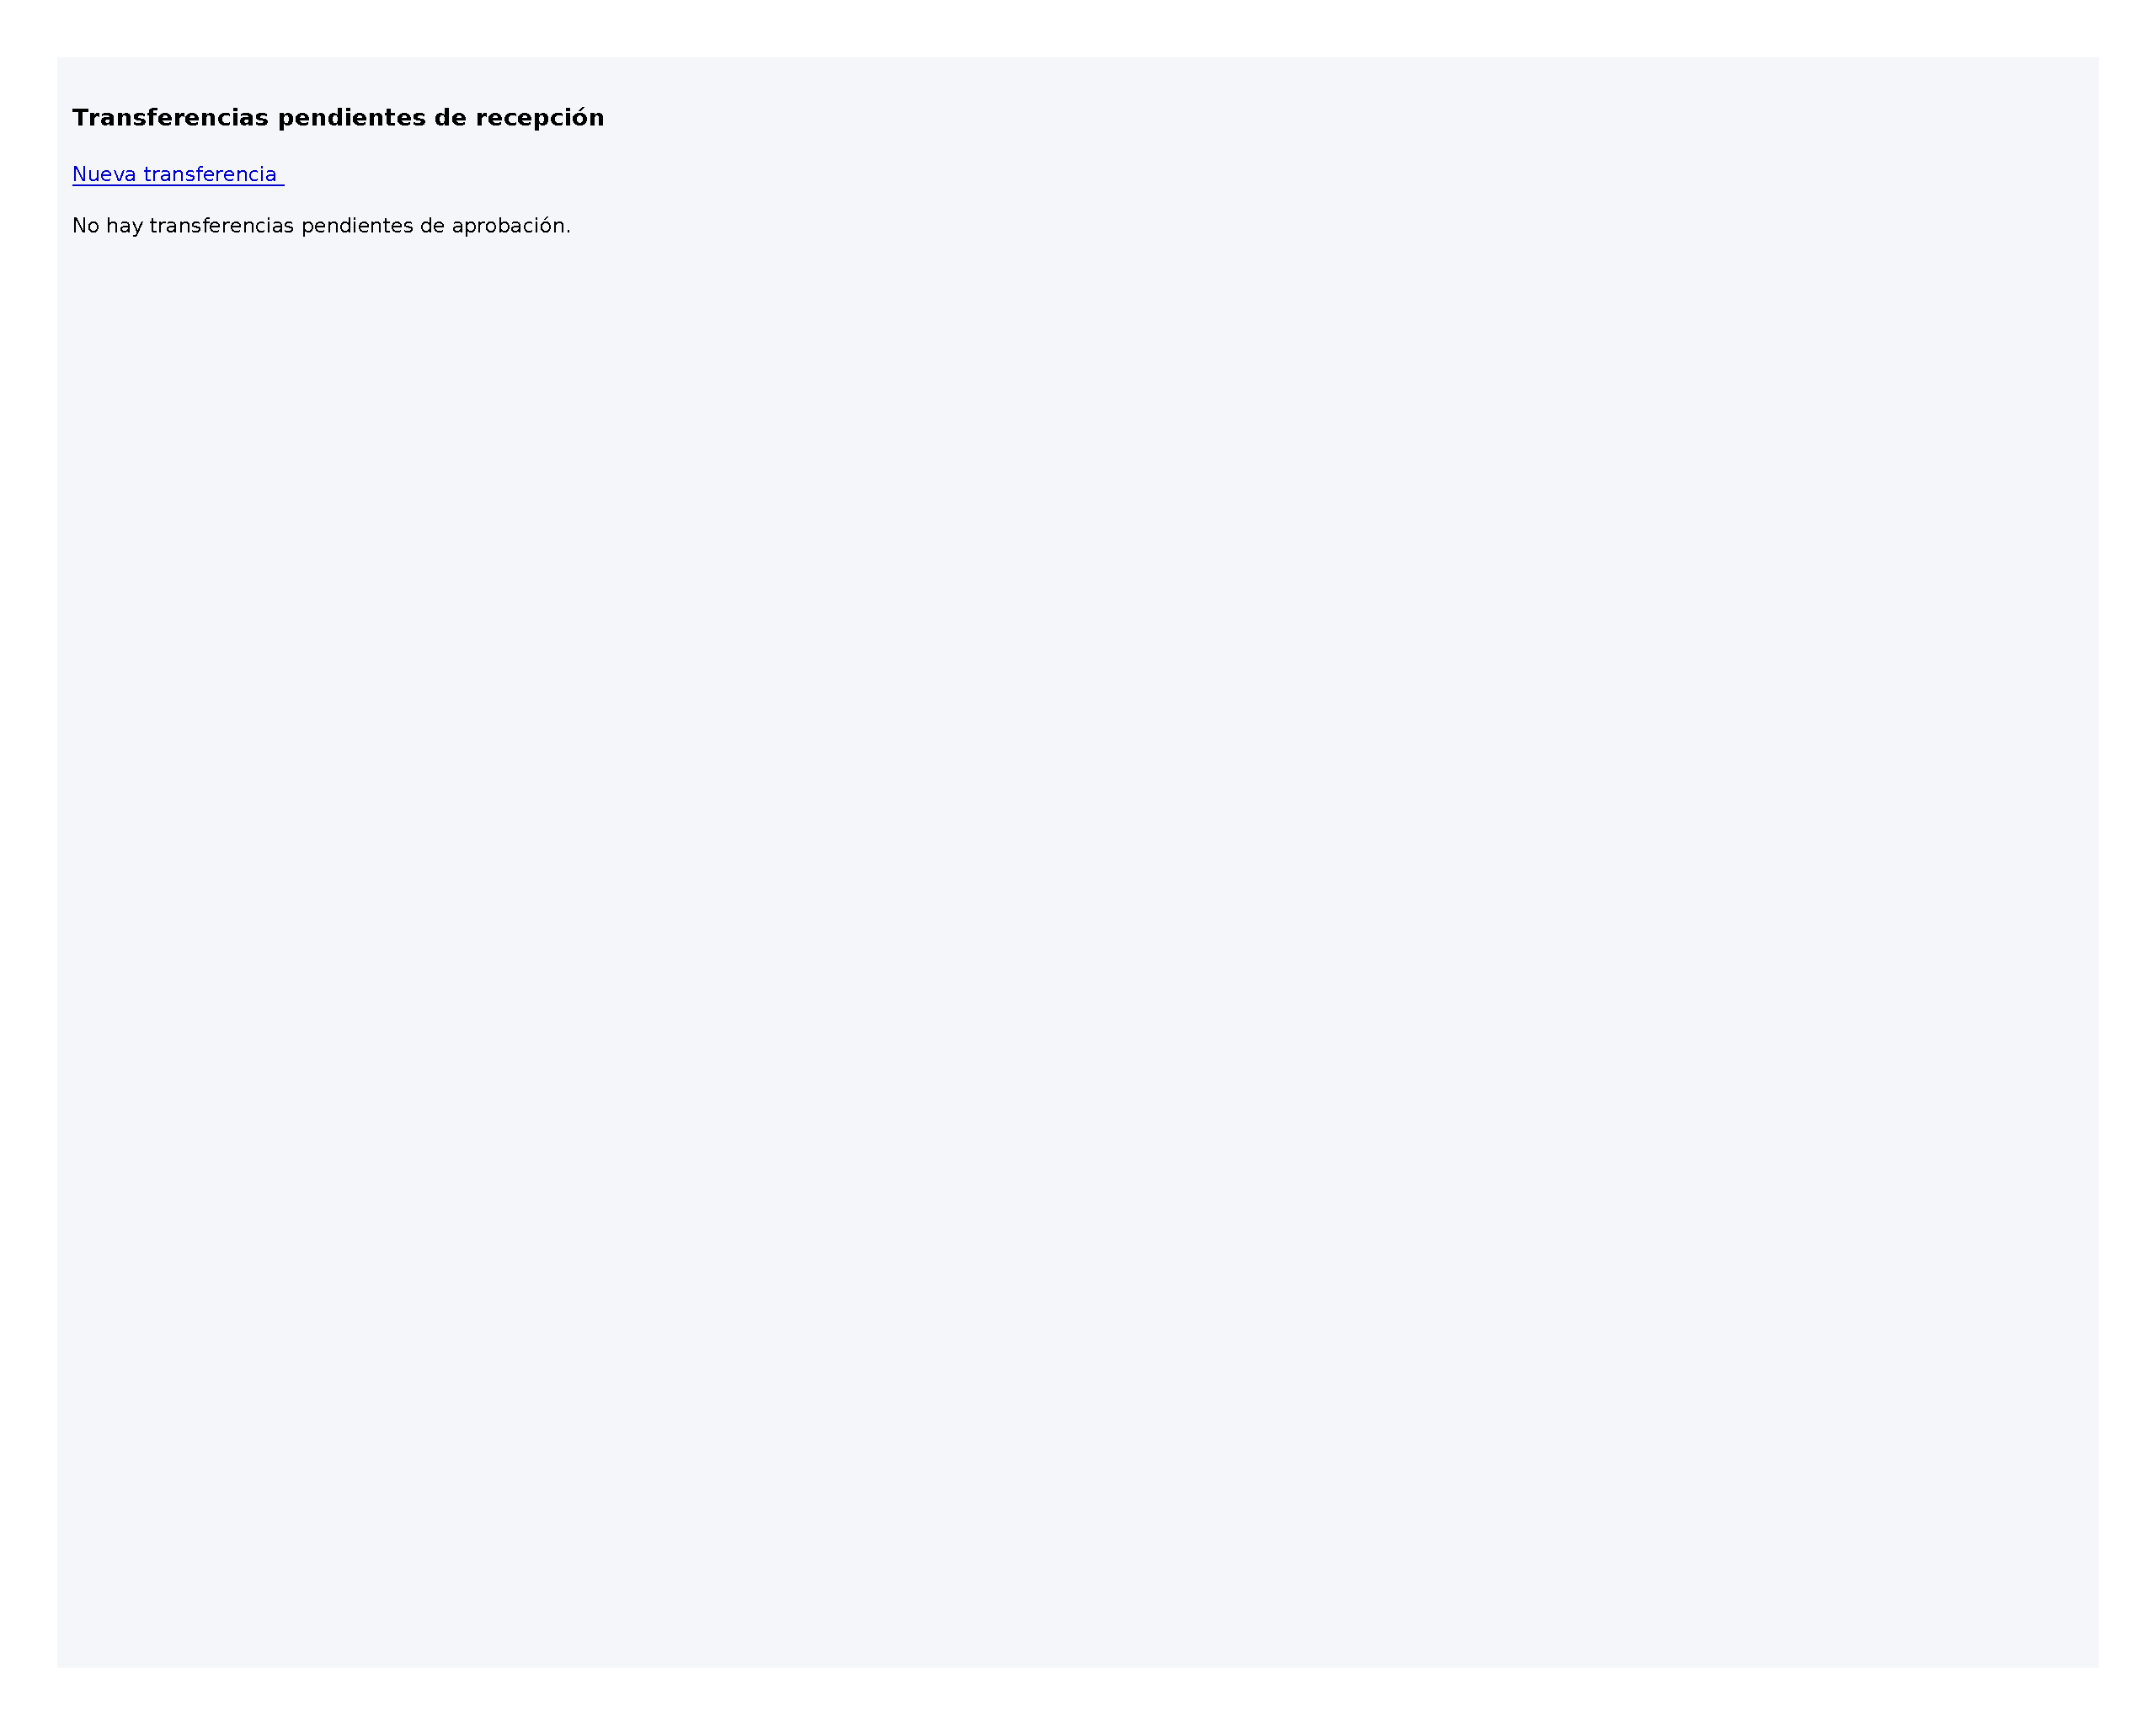 Transferencias pendientes de recepción
Nueva transferencia
No hay transferencias pendientes de aprobación.